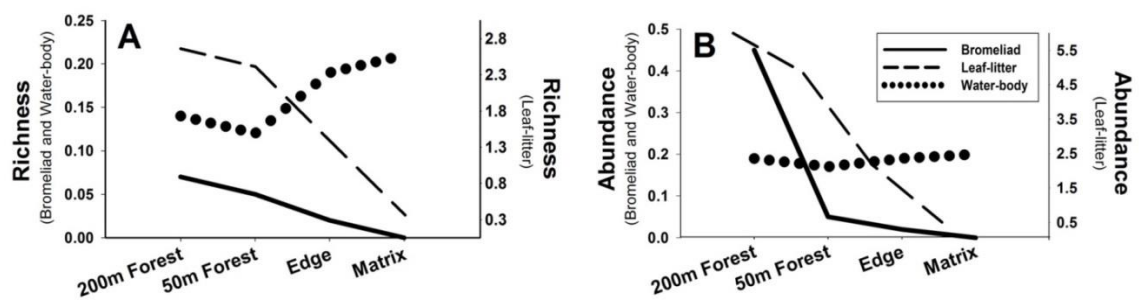 A
Richness
(Bromeliad and Water-body)
0.25
0.20
0.15
0.10
0.05
0.00
2.8
2.3
1.8
1.3
0.8
0.3
Richness
(Leaf-litter)
200m Forest
50m Forest
Edge
Matrix
B
Abundance
(Bromeliad and Water-body)
0.5
0.4
0.3
0.2
0.1
0.0
Bromeliad
Leaf-litter
Water-body
5.5
4.5
3.5
2.5
1.5
0.5
Abundance
(Leaf-litter)
200m Forest
50m Forest
Edge
Matrix